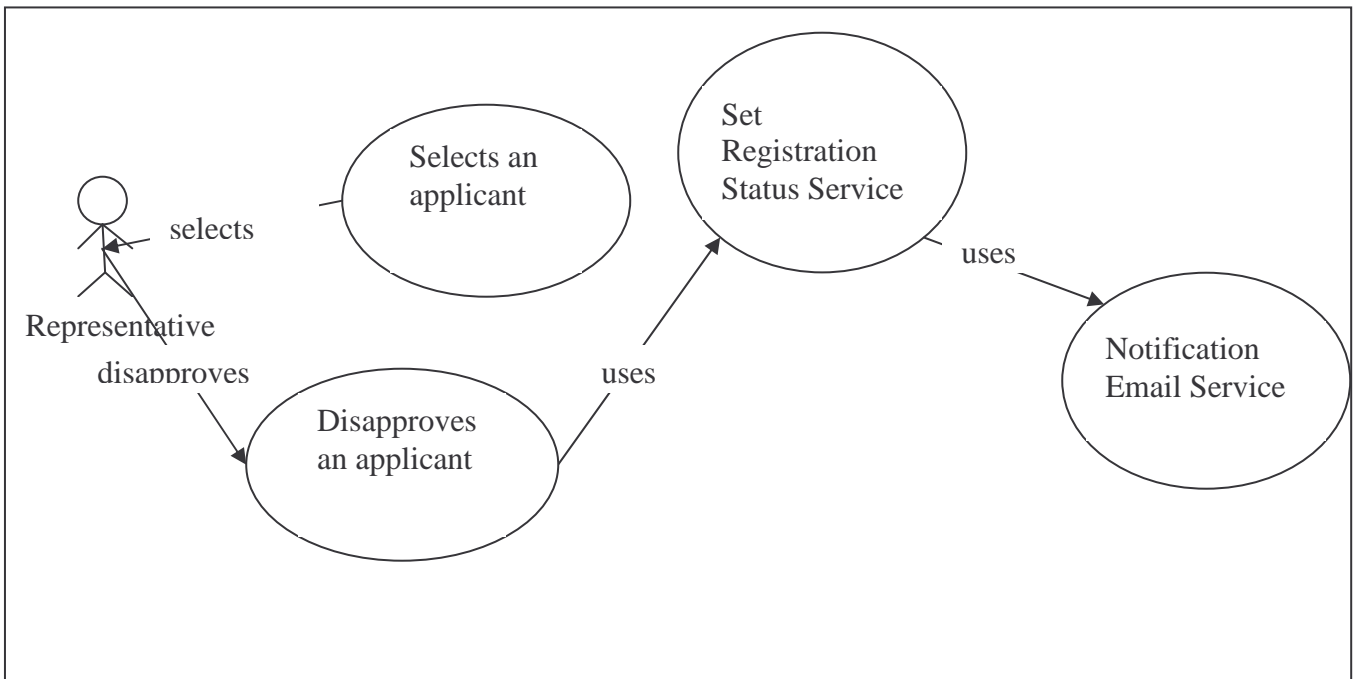 Set
Registration
Status Service
Selects an
applicant
selects
uses
Representative
disapproves
uses
Notification
Email Service
Disapproves
an applicant